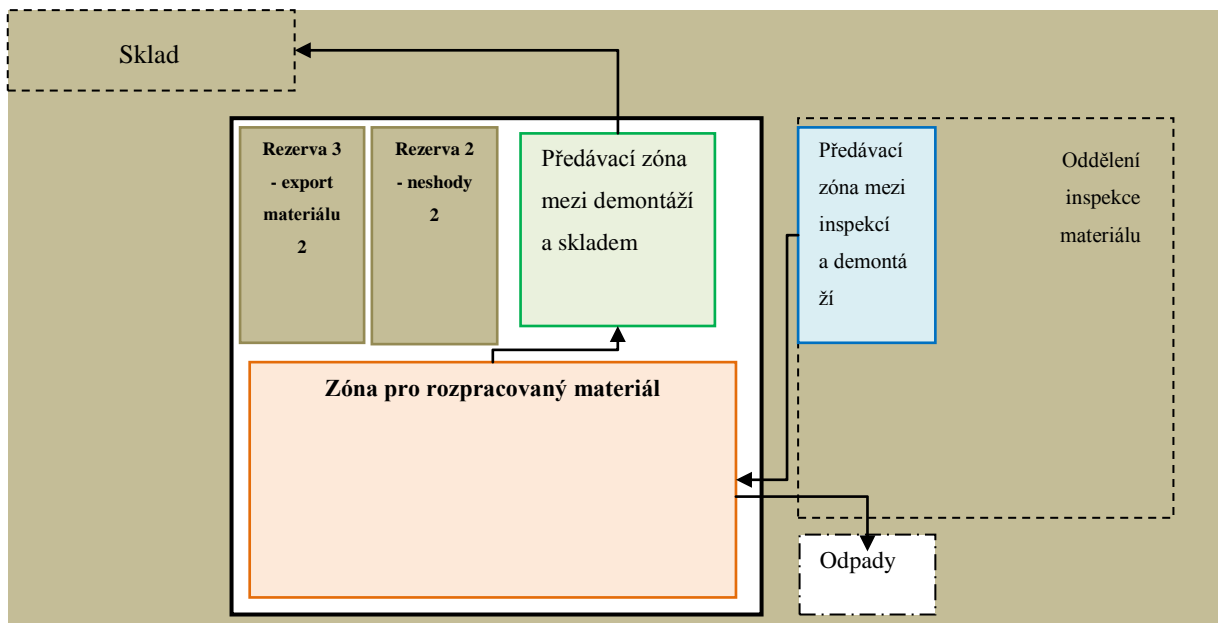 Sklad
Rezerva 3
- export
materiálu
2
Rezerva 2
- neshody
2
Předávací zóna
mezi demontáží
a skladem
Předávací
zóna mezi
inspekcí
a demontá
ží
Oddělení
inspekce
materiálu
Zóna pro rozpracovaný materiál
Odpady